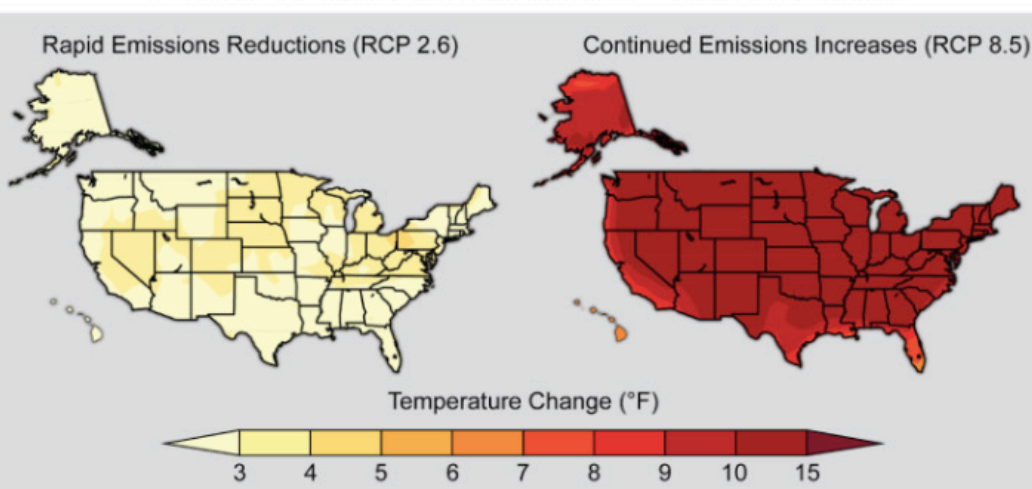 Rapid Emissions Reductions (RCP 2.6)
Continued Emissions Increases (RCP 8.5)
Temperature Change (°F)
3 4 5 6 7 8 9 10 15